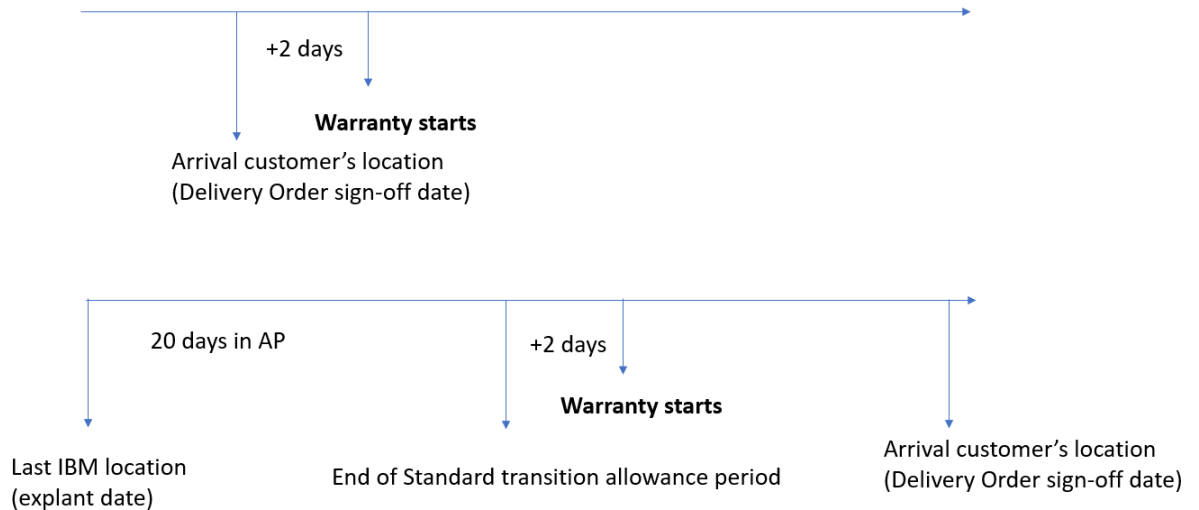 +2 days
Warranty starts
Arrival customer's location
(Delivery Order sign-off date)
20 days in AP
+2 days
Warranty starts
Last IBM location
(explant date)
End of Standard transition allowance period
Arrival customer's location
(Delivery Order sign-off date)